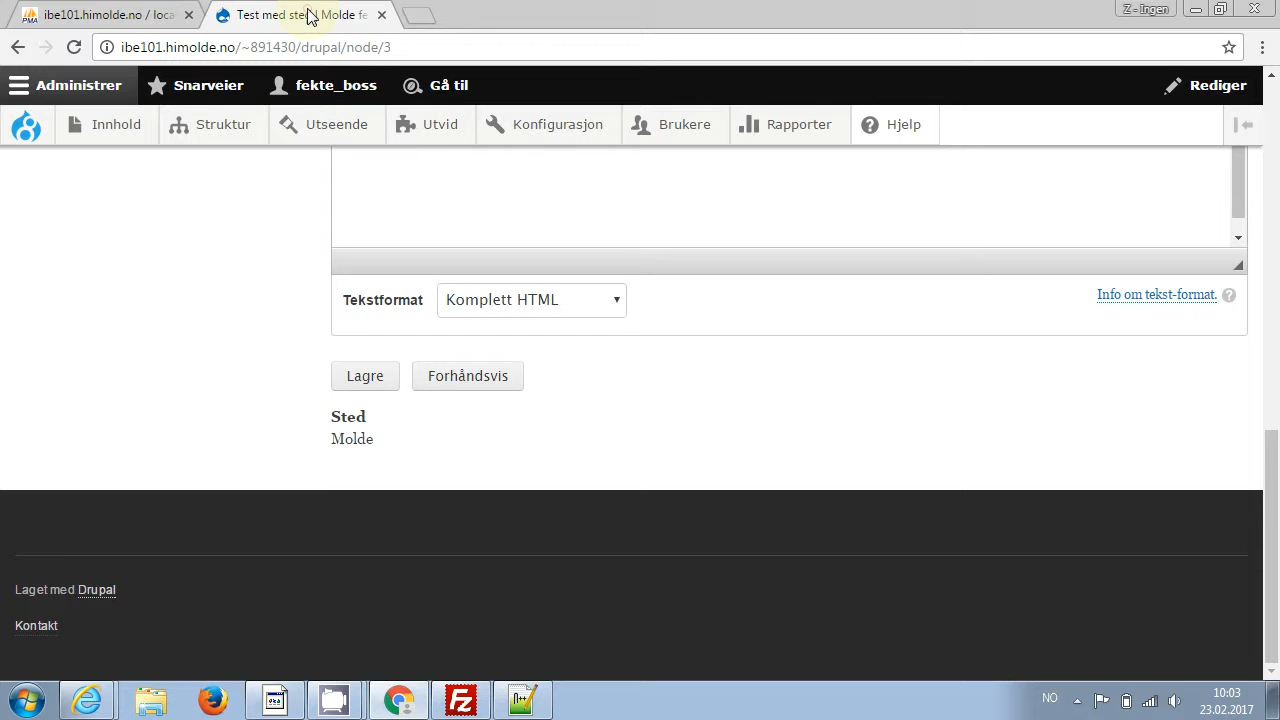 ibe101.himolde.no / loca
Test med sted | Molde fe
Z - Ingen
ibe101.himolde.no/~891430/drupal/node/3
Administrer Snarveier fekte_boss Gå til Rediger
Innhold Struktur Utseende Utvid Konfigurasjon Brukere Rapporter Hjelp
Tekstformat Komplett HTML Info om tekst-format.
Lagre Forhåndsvis
Sted
Molde
Laget med Drupal
Kontakt
NO 10:03
23.02.2017